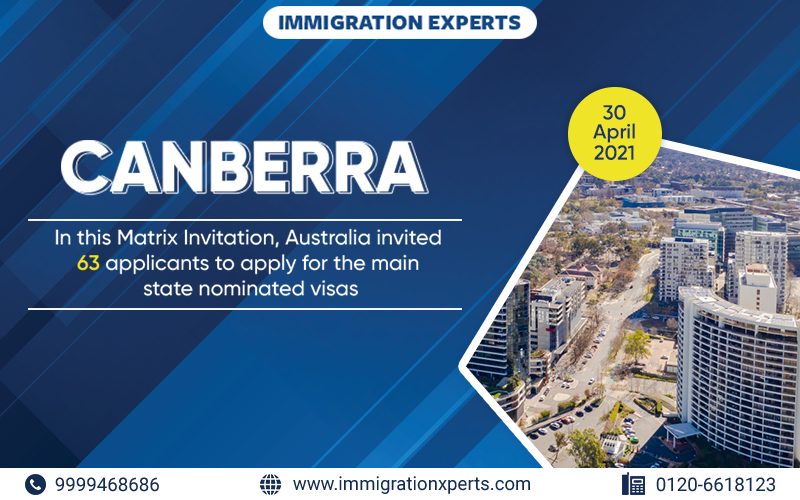 IMMIGRATION EXPERTS
30
April
2021
CANBERRA
In this Matrix Invitation, Australia invited
63 applicants to apply for the main
state nominated visas
9999468686
www.immigrationxperts.com
0120-6618123